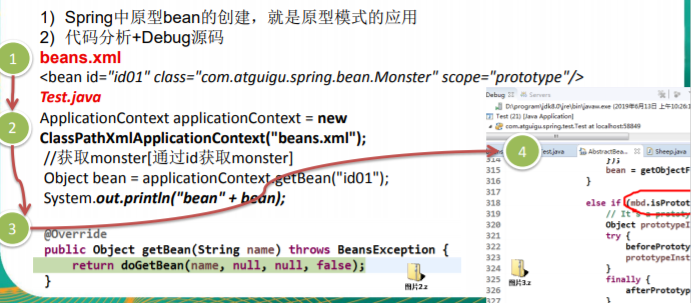 1) Spring中原型bean的创建，就是原型模式的应用
2) 代码分析+Debug源码
1
beans.xml
<bean id="id01" class="com.atguigu.spring.bean.Monster" scope="prototype"/>
Test.java
2
ApplicationContext applicationContext = new
ClassPathXmlApplicationContext("beans.xml");
//获取monster[通过id获取monster]
Object bean = applicationContext.getBean("id01");
System.out.println("bean" + bean);
3
@Override
public Object getBean(String name) throws BeansException {
return doGetBean(name, null, null, false);
}
图片2.z
4
Debug Servers
D:\program\jdk8.0\jre\bin\javaw.exe (2019年6月13日 上午10:26:1
Test (21) [Java Application]
com.atguigu.spring.test.Test at localhost:58849
Test.java AbstractBea... Sheep.java
314 });
315 bean = getObjectF
316 }
317
318 else if (mbd.isProtot
319 // It's a prototy
320 Object prototypeI
321 try {
322 beforePrototy
323 prototypeInst
324 }
325 finally {
326 afterPrototyp
327
图片3.z